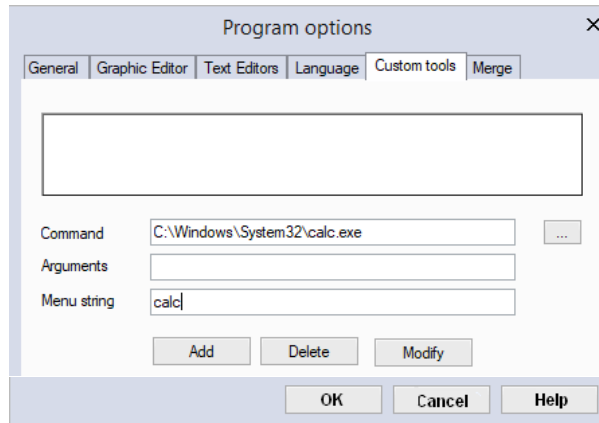 Program options
General Graphic Editor Text Editors Language Custom tools Merge
Command C:\Windows\System32\calc.exe ...
Arguments
Menu string calc
Add Delete Modify
OK Cancel Help